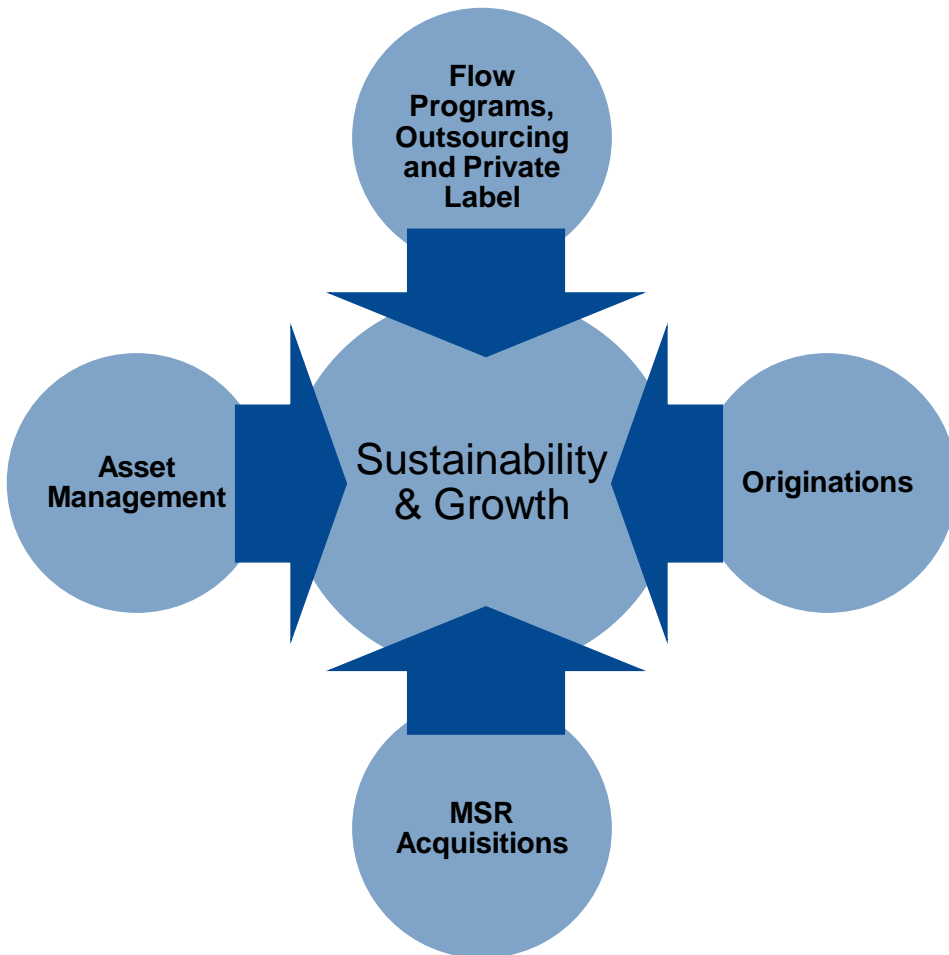 Flow
Programs,
Outsourcing
and Private
Label
Asset
Management
Sustainability
& Growth
Originations
MSR
Acquisitions